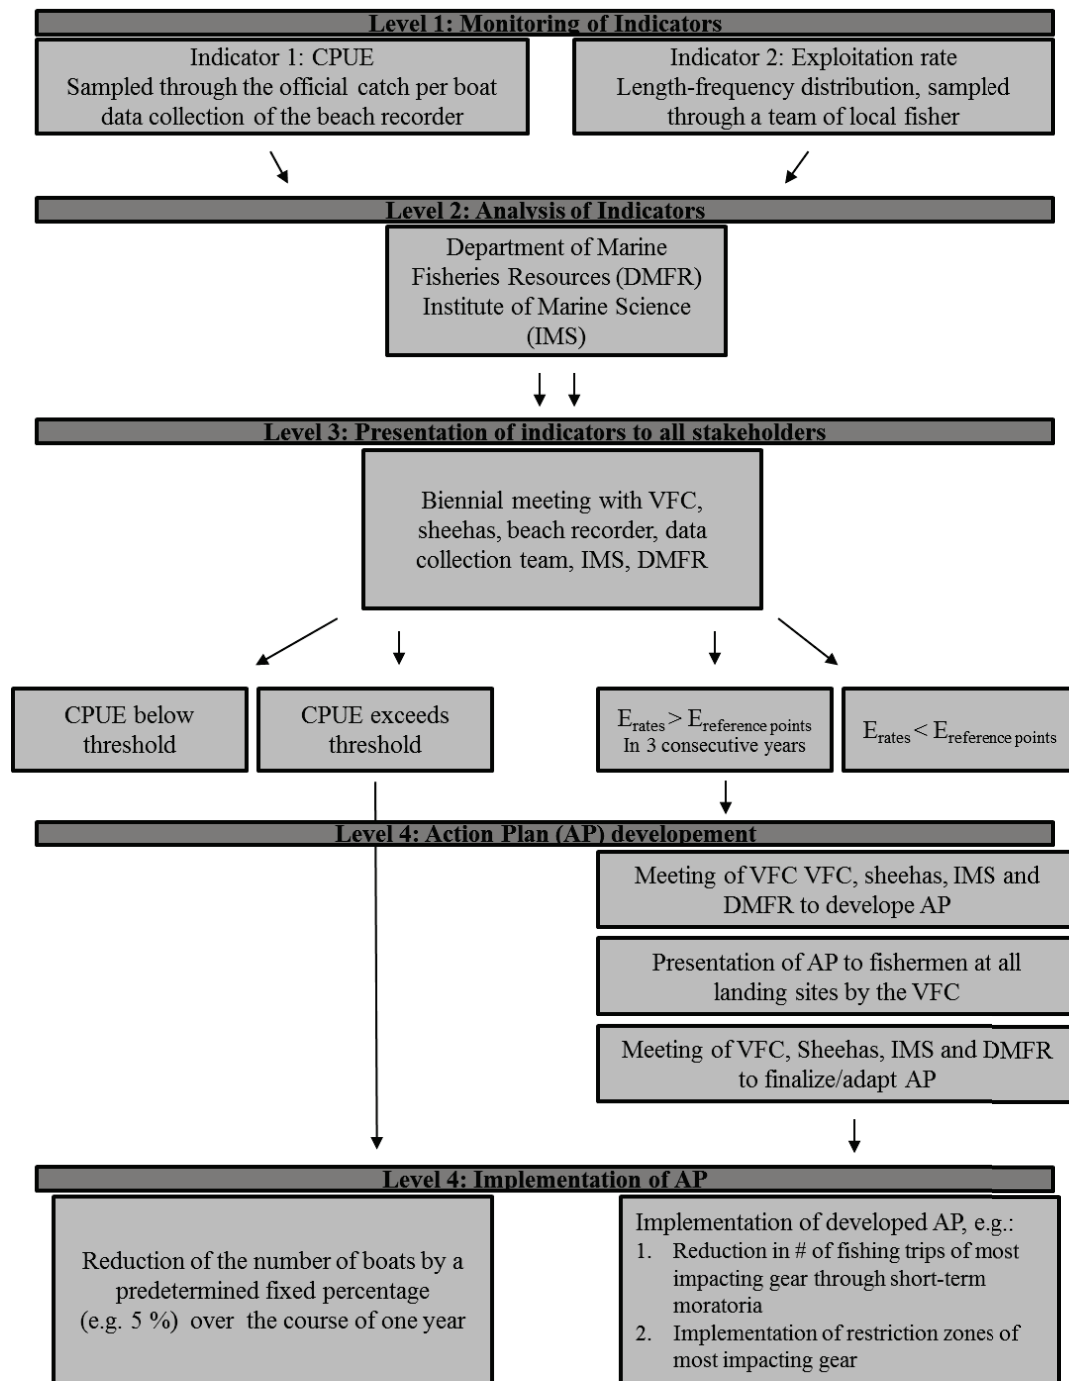 Level 1: Monitoring of Indicators
Indicator 1: CPUE
Sampled through the official catch per boat
data collection of the beach recorder
Indicator 2: Exploitation rate
Length-frequency distribution, sampled
through a team of local fisher
Level 2: Analysis of Indicators
Department of Marine
Fisheries Resources (DMFR)
Institute of Marine Science
(IMS)
Level 3: Presentation of indicators to all stakeholders
Biennial meeting with VFC,
sheehas, beach recorder, data
collection team, IMS, DMFR
CPUE below
threshold
CPUE exceeds
threshold
Erates > Ereference points
In 3 consecutive years
Erates < Ereference points
Level 4: Action Plan (AP) developement
Meeting of VFC VFC, sheehas, IMS and
DMFR to develope AP
Presentation of AP to fishermen at all
landing sites by the VFC
Meeting of VFC, Sheehas, IMS and DMFR
to finalize/adapt AP
Level 4: Implementation of AP
Reduction of the number of boats by a
predetermined fixed percentage
(e.g. 5 %) over the course of one year
Implementation of developed AP, e.g.:
1. Reduction in # of fishing trips of most
impacting gear through short-term
moratoria
2. Implementation of restriction zones of
most impacting gear